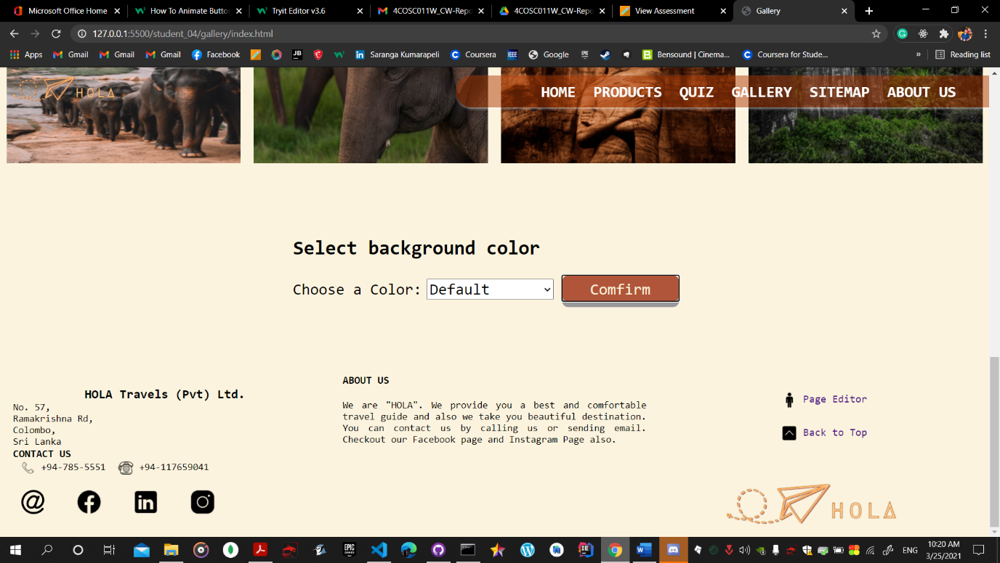 Microsoft Office Home
How To Animate Button
Tryit Editor v3.6
4COSC011W_CW-Repo
4COSC011W_CW-Repo
View Assessment
Gallery
127.0.0.1:5500/student_04/gallery/index.html
Apps
Gmail
Gmail
Gmail
Facebook
JB
Saranga Kumarapeli
Coursera
IEEE
Google
EPIC
Bensound | Cinema...
Coursera for Stude...
»
Reading list
HOLA
HOME PRODUCTS QUIZ GALLERY SITEMAP ABOUT US
Select background color
Choose a Color: Default Comfirm
HOLA Travels (Pvt) Ltd.
No. 57,
Ramakrishna Rd,
Colombo,
Sri Lanka
CONTACT US
+94-785-5551 +94-117659041
ABOUT US
We are "HOLA". We provide you a best and comfortable
travel guide and also we take you beautiful destination.
You can contact us by calling us or sending email.
Checkout our Facebook page and Instagram Page also.
Page Editor
Back to Top
HOLA
ENG
10:20 AM
3/25/2021